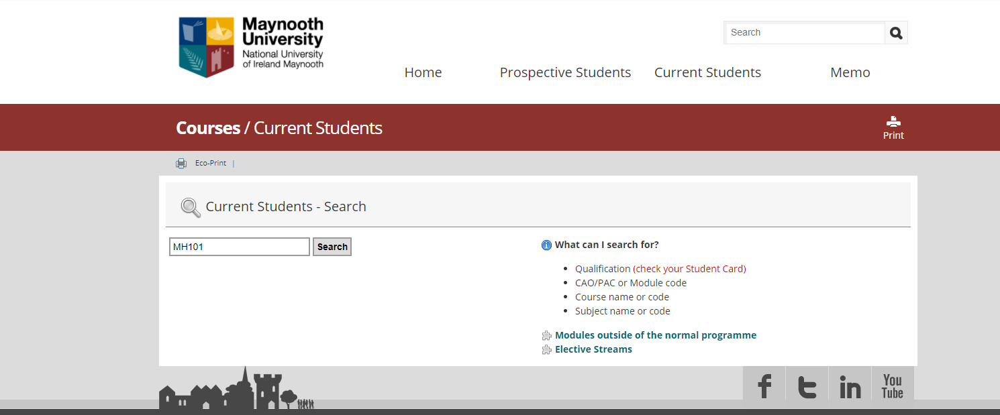 Maynooth
University
National University
of Ireland Maynooth
Search
Home Prospective Students Current Students Memo
Courses / Current Students
Print
Eco-Print |
Current Students - Search
MH101 Search
What can I search for?
• Qualification (check your Student Card)
• CAO/PAC or Module code
• Course name or code
• Subject name or code
Modules outside of the normal programme
Elective Streams
f t in You
Tube